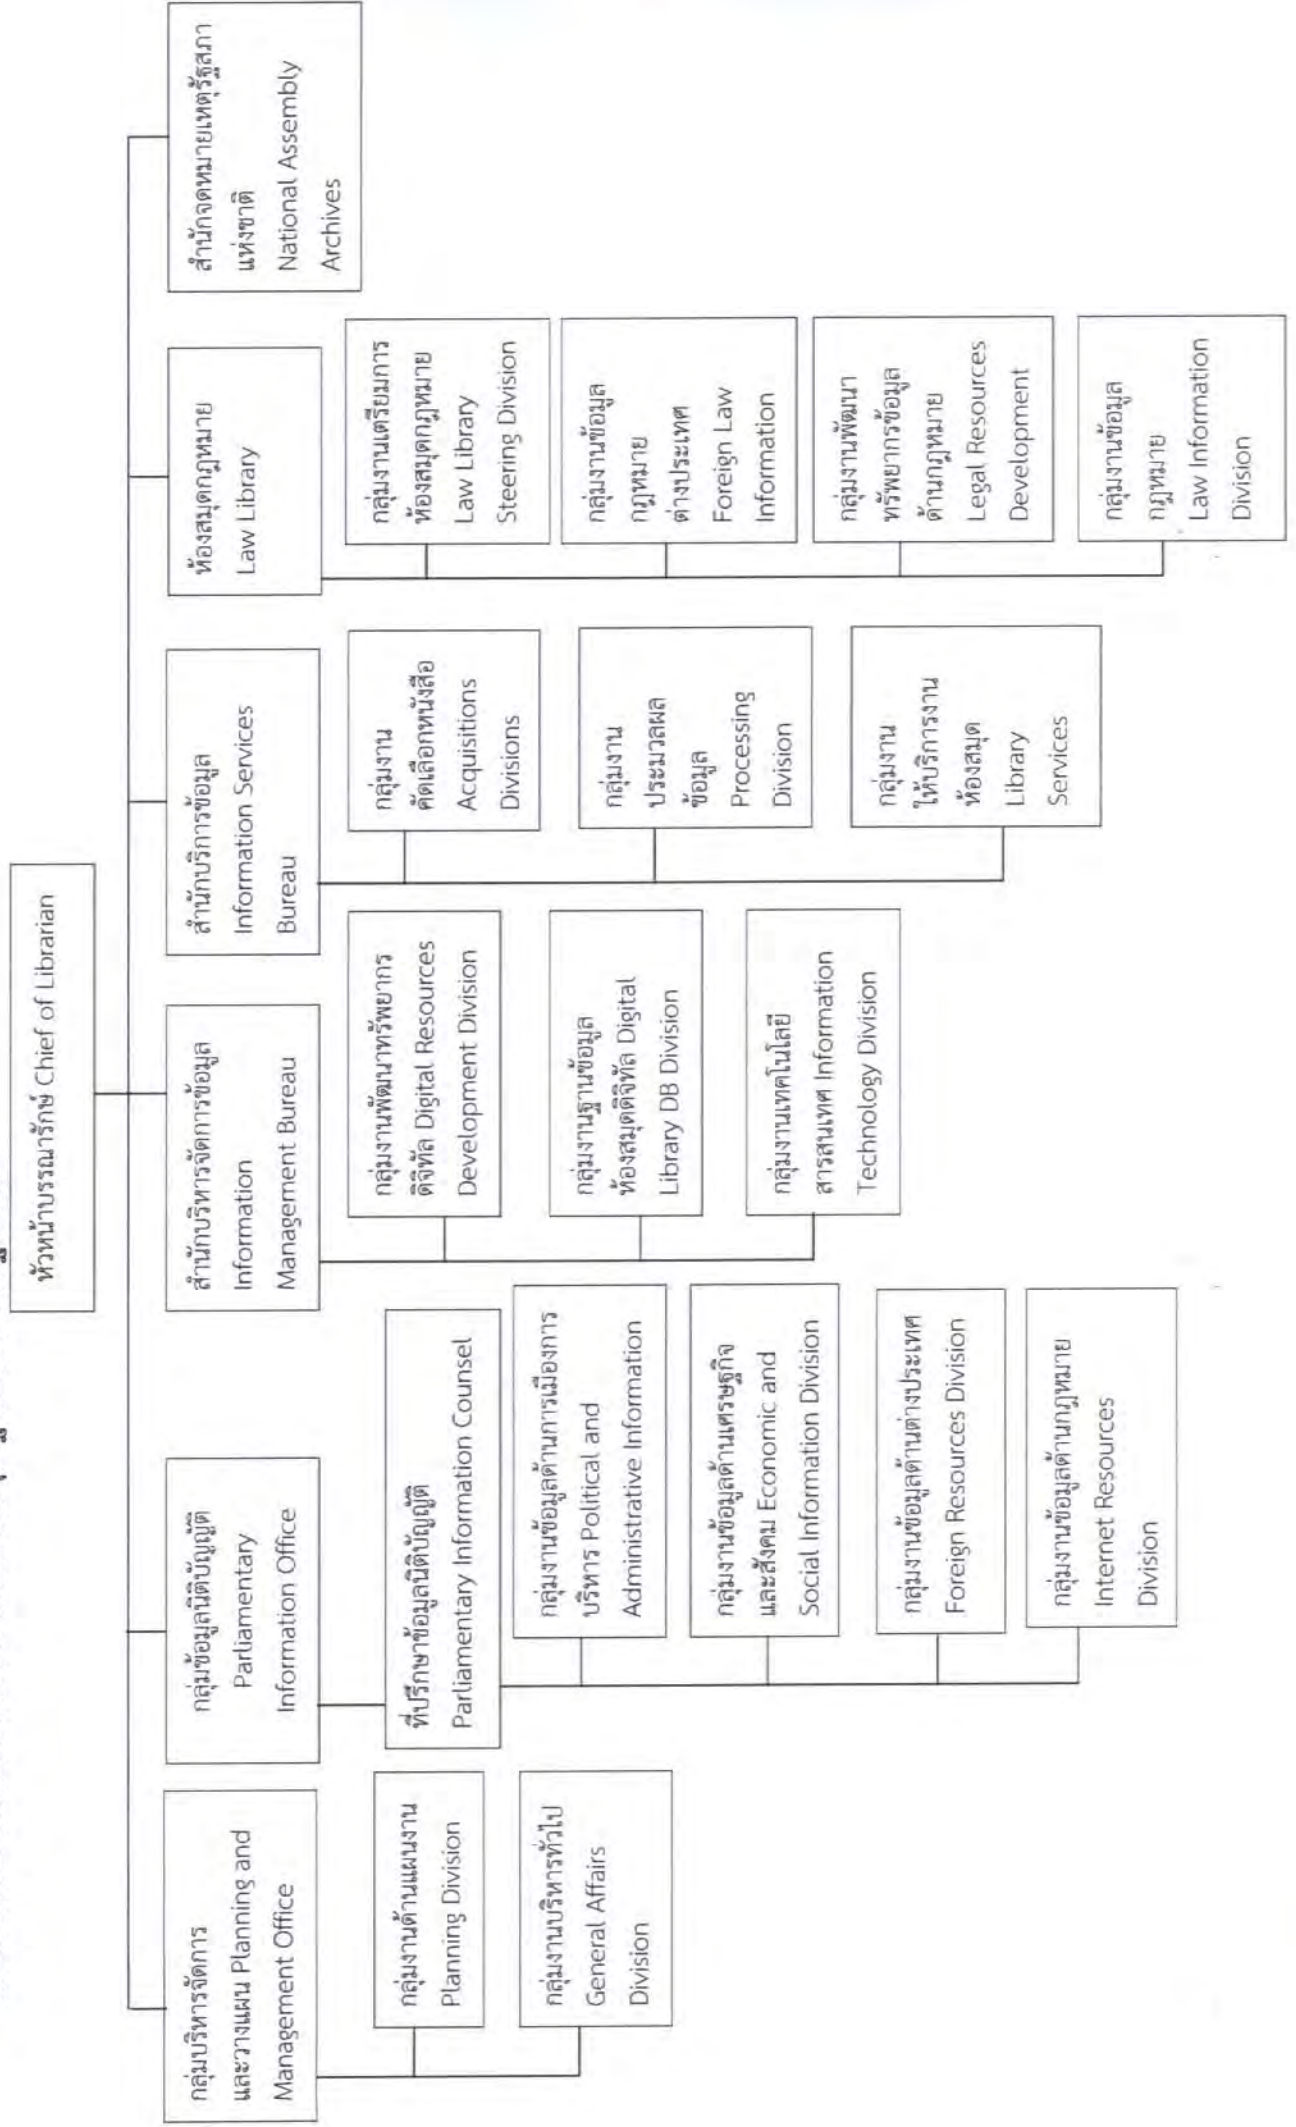 หัวหน้าบรรณารักษ์ Chief of Librarian
กลุ่มบริหารจัดการ
และวางแผน Planning and
Management Office
กลุ่มงานด้านแผนงาน
Planning Division
กลุ่มงานบริหารทั่วไป
General Affairs
Division
กลุ่มข้อมูลนิติบัญญัติ
Parliamentary
Information Office
ที่ปรึกษาข้อมูลนิติบัญญัติ
Parliamentary Information Counsel
กลุ่มงานข้อมูลด้านการเมืองการ
บริหาร Political and
Administrative Information
กลุ่มงานข้อมูลด้านเศรษฐกิจ
และสังคม Economic and
Social Information Division
กลุ่มงานข้อมูลด้านต่างประเทศ
Foreign Resources Division
กลุ่มงานข้อมูลด้านกฎหมาย
Internet Resources
Division
สำนักบริหารจัดการข้อมูล
Information
Management Bureau
กลุ่มงานพัฒนาทรัพยากร
ดิจิทัล Digital Resources
Development Division
กลุ่มงานฐานข้อมูล
ห้องสมุดดิจิทัล Digital
Library DB Division
กลุ่มงานเทคโนโลยี
สารสนเทศ Information
Technology Division
สำนักบริการข้อมูล
Information Services
Bureau
กลุ่มงาน
คัดเลือกหนังสือ
Acquisitions
Divisions
กลุ่มงาน
ประมวลผล
ข้อมูล
Processing
Division
กลุ่มงาน
ให้บริการงาน
ห้องสมุด
Library
Services
ห้องสมุดกฎหมาย
Law Library
กลุ่มงานเตรียมการ
ห้องสมุดกฎหมาย
Law Library
Steering Division
กลุ่มงานข้อมูล
กฎหมาย
ต่างประเทศ
Foreign Law
Information
กลุ่มงานพัฒนา
ทรัพยากรข้อมูล
ด้านกฎหมาย
Legal Resources
Development
กลุ่มงานข้อมูล
กฎหมาย
Law Information
Division
สำนักจดหมายเหตุรัฐสภา
แห่งชาติ
National Assembly
Archives